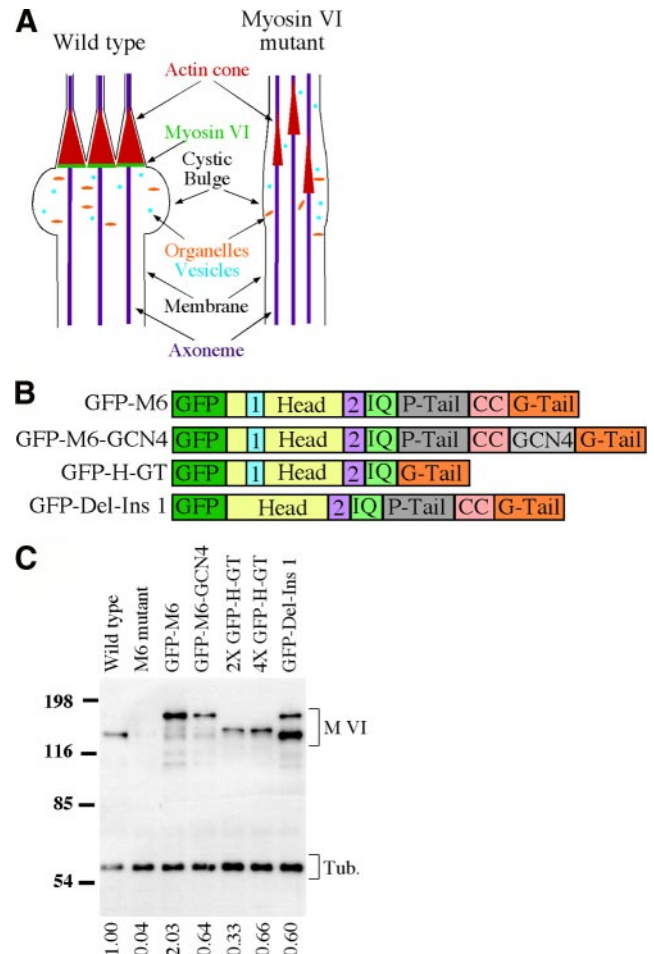 A
Wild type
Myosin VI
mutant
Actin cone
Myosin VI
Cystic
Bulge
Organelles
Vesicles
Membrane
Axoneme
B
GFP-M6 GFP 1 Head 2 IQ P-Tail CC G-Tail
GFP-M6-GCN4 GFP 1 Head 2 IQ P-Tail CC GCN4 G-Tail
GFP-H-GT GFP 1 Head 2 IQ G-Tail
GFP-Del-Ins 1 GFP Head 2 IQ P-Tail CC G-Tail
C
Wild type
M6 mutant
GFP-M6
GFP-M6-GCN4
2X GFP-H-GT
4X GFP-H-GT
GFP-Del-Ins 1
198
M VI
116
85
Tub.
54
1.00
0.04
2.03
0.64
0.33
0.66
0.60